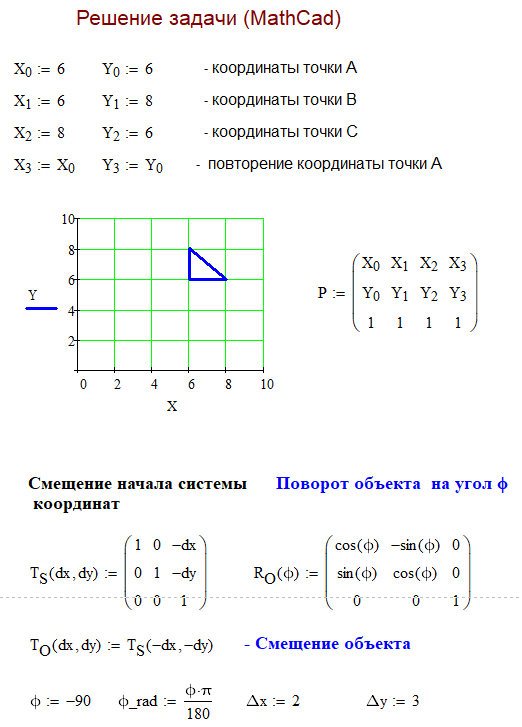 Решение задачи (MathCad)
X0 := 6 Y0 := 6 - координаты точки A
X1 := 6 Y1 := 8 - координаты точки B
X2 := 8 Y2 := 6 - координаты точки C
X3 := X0 Y3 := Y0 - повторение координаты точки A
10
8
6
4
2
Y
0 2 4 6 8 10
X
P := ( X0 X1 X2 X3
Y0 Y1 Y2 Y3
1 1 1 1 )
Смещение начала системы координат
Поворот объекта на угол ϕ
TS(dx,dy) := ( 1 0 −dx
0 1 −dy
0 0 1 )
RO(ϕ) := ( cos(ϕ) −sin(ϕ) 0
sin(ϕ) cos(ϕ) 0
0 0 1 )
TO(dx,dy) := TS(−dx,−dy) - Смещение объекта
ϕ := −90 ϕ_rad := ϕ·π/180 Δx := 2 Δy := 3